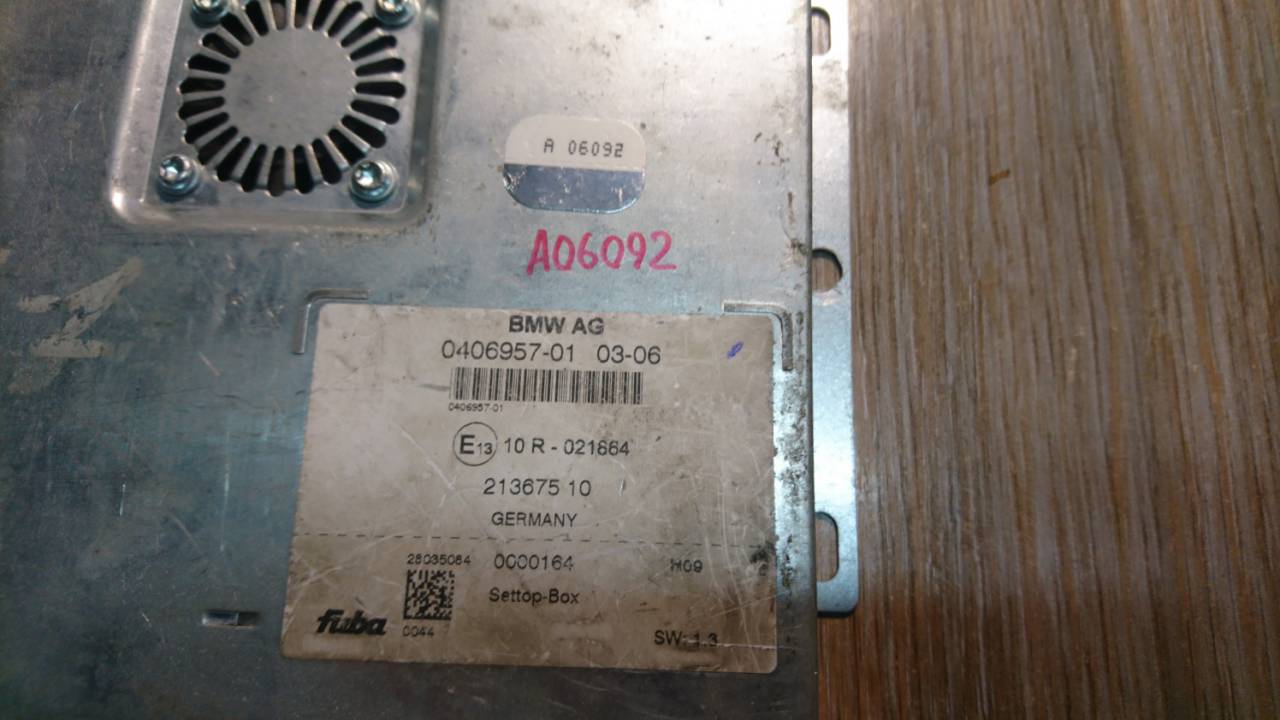 A 06092
A06092
BMW AG
0406957-01 03-06
0406957-01
E13 10 R - 021664
213675 10
GERMANY
28035084 0000164 H09
Settop-Box
fuba 0044 SW: 1.3